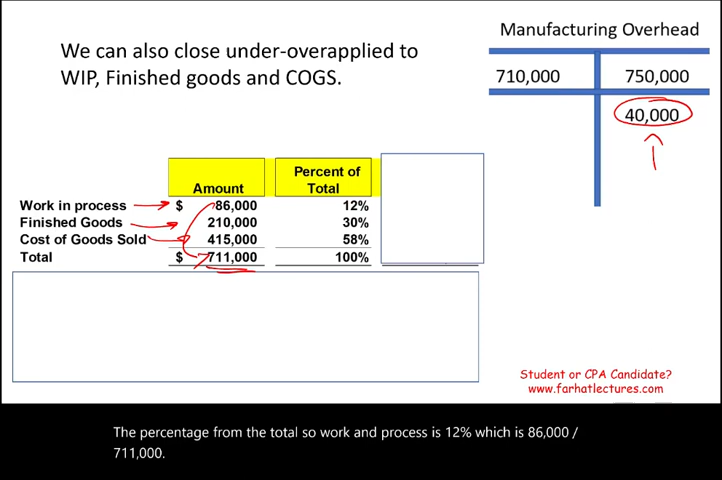 Manufacturing Overhead
We can also close under-overapplied to
WIP, Finished goods and COGS.
710,000 750,000
40,000
Amount Percent of Total
Work in process $ 86,000 12%
Finished Goods 210,000 30%
Cost of Goods Sold 415,000 58%
Total $ 711,000 100%
Student or CPA Candidate?
www.farhatlectures.com
The percentage from the total so work and process is 12% which is 86,000 /
711,000.